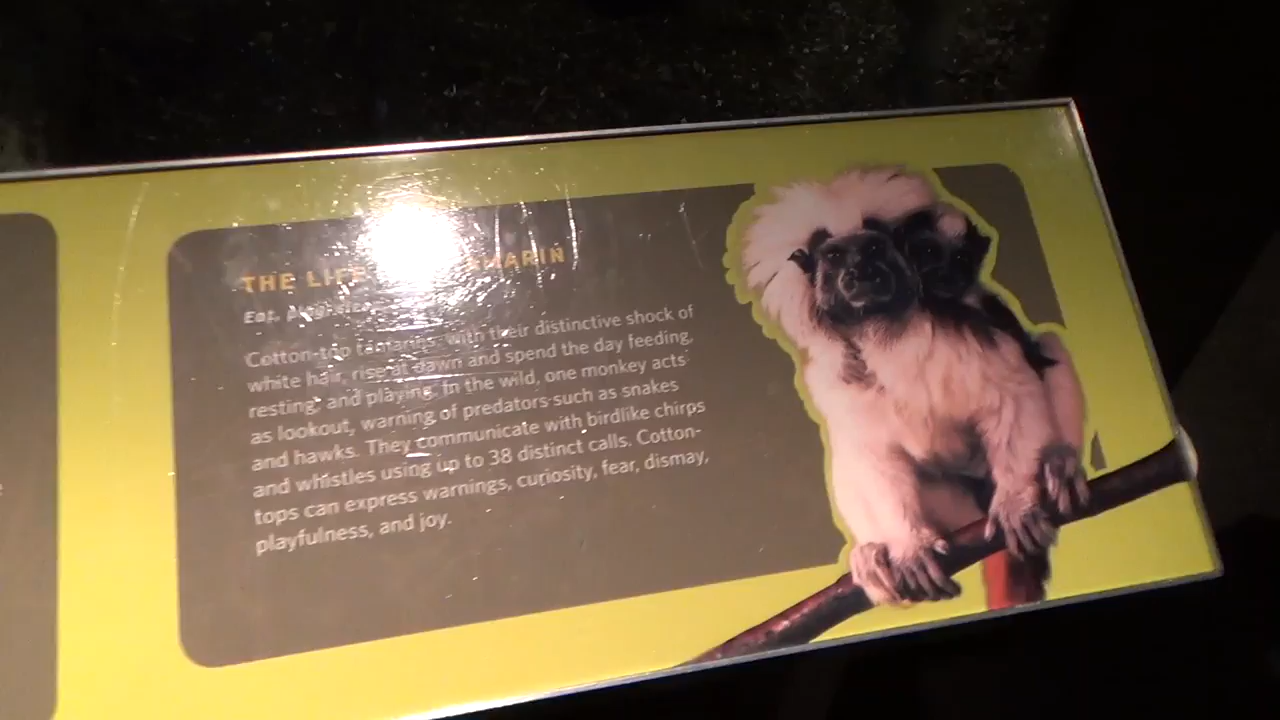 THE LIFE TAMARIN
Eat,
Cotton-top tamarins, with their distinctive shock of
white hair, rise at dawn and spend the day feeding,
resting, and playing. In the wild, one monkey acts
as lookout, warning of predators such as snakes
and hawks. They communicate with birdlike chirps
and whistles using up to 38 distinct calls. Cotton-
tops can express warnings, curiosity, fear, dismay,
playfulness, and joy.